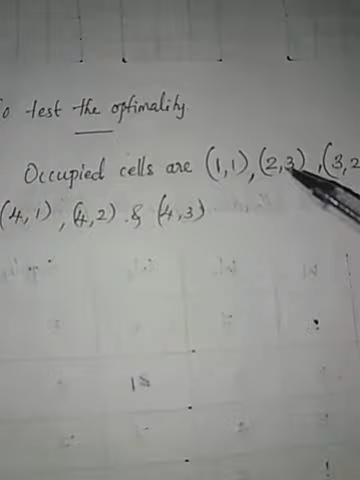 To test the optimality.
Occupied cells are (1,1), (2,3), (3,2
(4,1), (4,2) & (4,3)